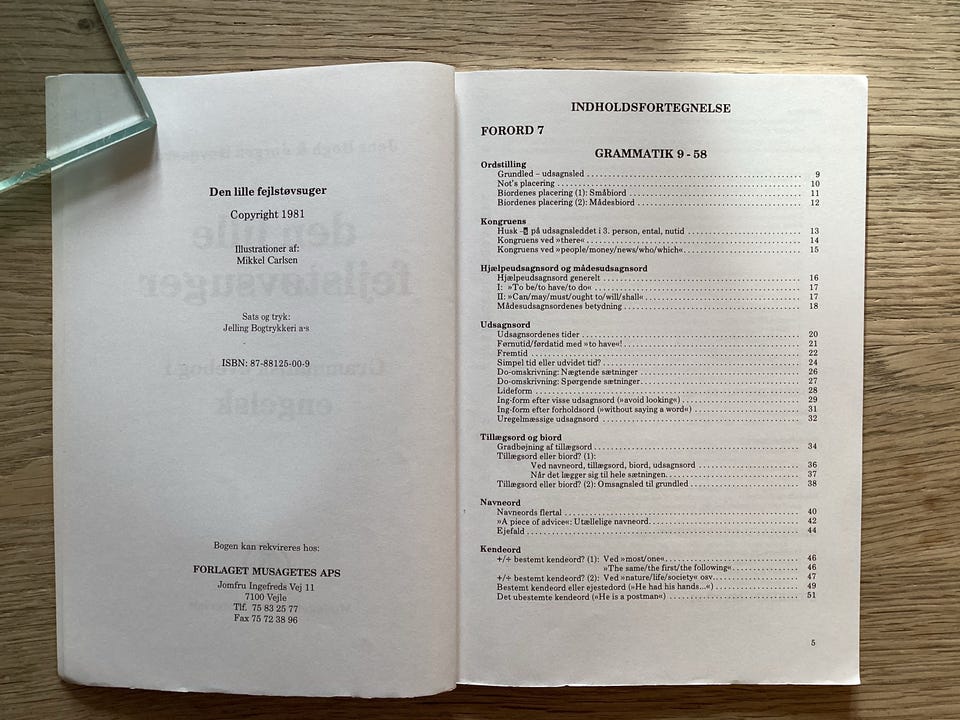 Den lille fejlstøvsuger
Copyright 1981
Illustrationer af:
Mikkel Carlsen
Sats og tryk:
Jelling Bogtrykkeri a·s
ISBN: 87-88125-00-9
Bogen kan rekvireres hos:
FORLAGET MUSAGETES APS
Jomfru Ingefreds Vej 11
7100 Vejle
Tlf. 75 83 25 77
Fax 75 72 38 96
INDHOLDSFORTEGNELSE
FORORD 7
GRAMMATIK 9 - 58
Ordstilling
Grundled – udsagnsled 9
Not's placering 10
Biordenes placering (1): Småbiord 11
Biordenes placering (2): Mådesbiord 12
Kongruens
Husk -s på udsagnsleddet i 3. person, ental, nutid 13
Kongruens ved »there« 14
Kongruens ved »people/money/news/who/which« 15
Hjælpeudsagnsord og mådesudsagnsord
Hjælpeudsagnsord generelt 16
I: »To be/to have/to do« 17
II: »Can/may/must/ought to/will/shall« 17
Mådesudsagnsordenes betydning 18
Udsagnsord
Udsagnsordenes tider 20
Førnutid/førdatid med »to have«! 21
Fremtid 22
Simpel tid eller udvidet tid? 24
Do-omskrivning: Nægtende sætninger 26
Do-omskrivning: Spørgende sætninger 27
Lideform 28
Ing-form efter visse udsagnsord (»avoid looking«) 29
Ing-form efter forholdsord (»without saying a word«) 31
Uregelmæssige udsagnsord 32
Tillægsord og biord
Gradbøjning af tillægsord 34
Tillægsord eller biord? (1):
Ved navneord, tillægsord, biord, udsagnsord 36
Når det lægger sig til hele sætningen 37
Tillægsord eller biord? (2): Omsagnsled til grundled 38
Navneord
Navneords flertal 40
»A piece of advice«: Utællelige navneord 42
Ejefald 44
Kendeord
+/÷ bestemt kendeord? (1): Ved »most/one« 46
»The same/the first/the following« 46
+/÷ bestemt kendeord? (2): Ved »nature/life/society« osv. 47
Bestemt kendeord eller ejestedord (»He had his hands...«) 49
Det ubestemte kendeord (»He is a postman«) 51
5